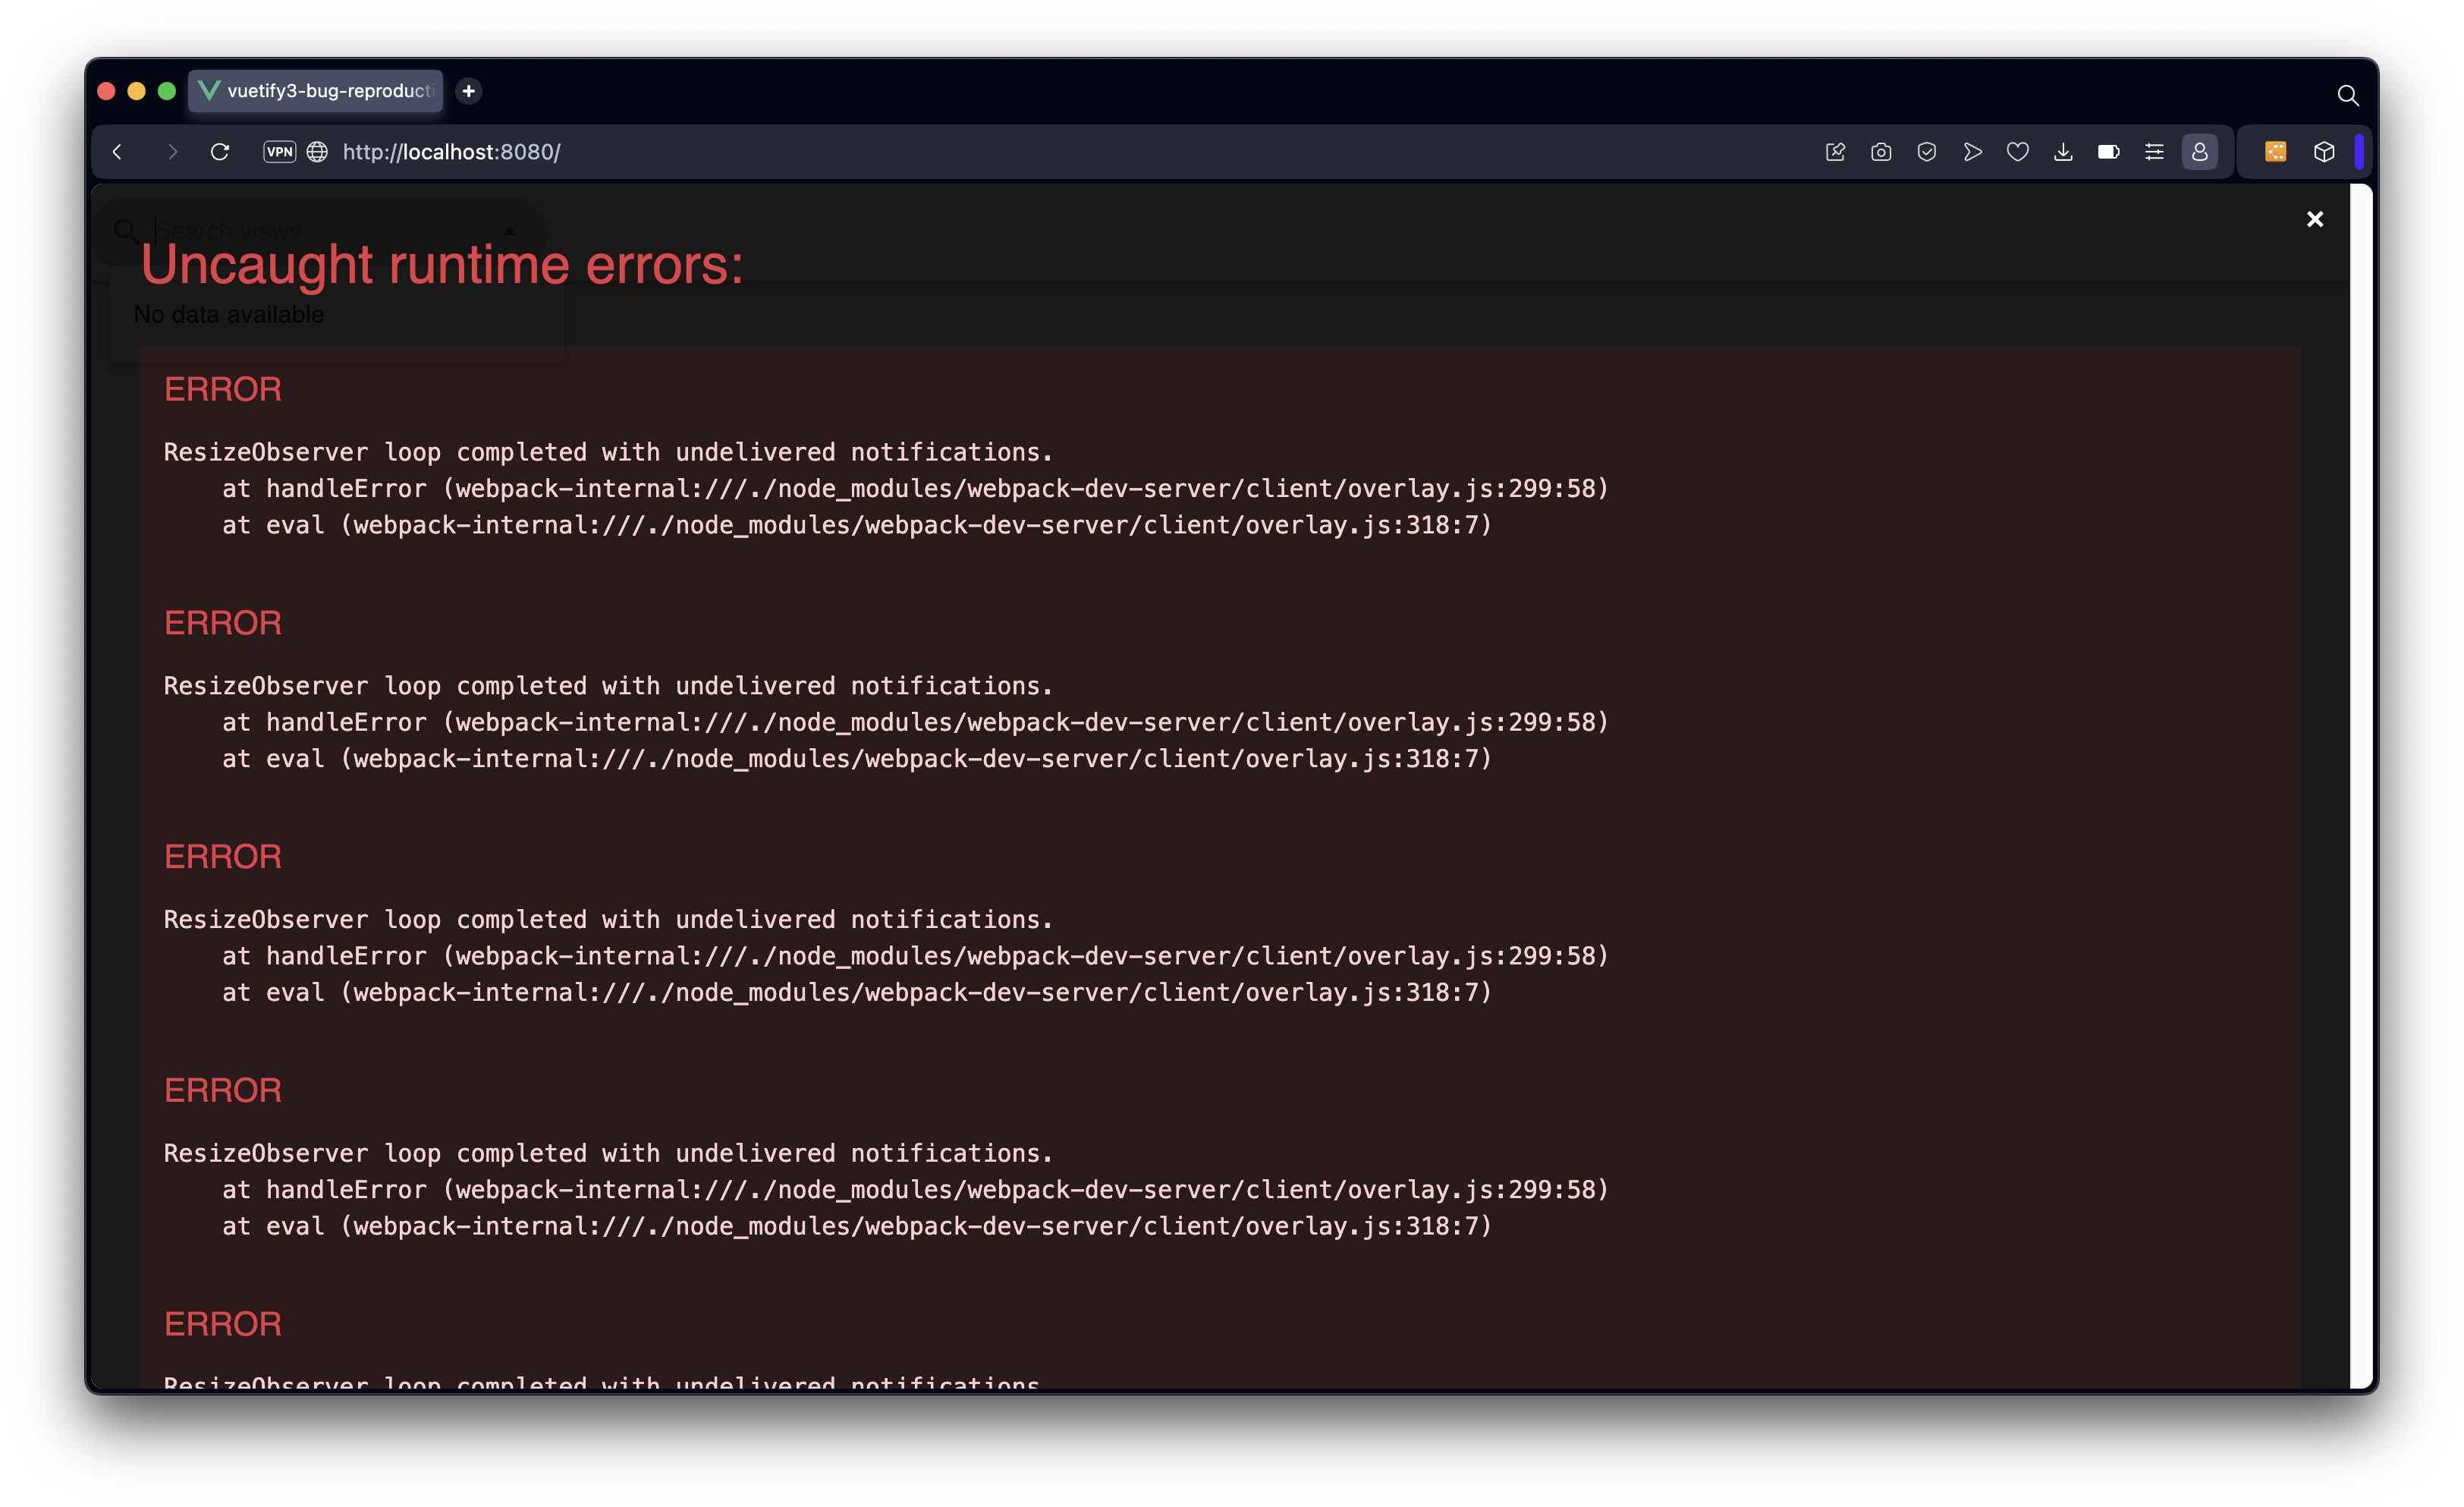 vuetify3-bug-reproducti
VPN
http://localhost:8080/
Search views
Uncaught runtime errors:
No data available
ERROR
ResizeObserver loop completed with undelivered notifications.
at handleError (webpack-internal:///./node_modules/webpack-dev-server/client/overlay.js:299:58)
at eval (webpack-internal:///./node_modules/webpack-dev-server/client/overlay.js:318:7)
ERROR
ResizeObserver loop completed with undelivered notifications.
at handleError (webpack-internal:///./node_modules/webpack-dev-server/client/overlay.js:299:58)
at eval (webpack-internal:///./node_modules/webpack-dev-server/client/overlay.js:318:7)
ERROR
ResizeObserver loop completed with undelivered notifications.
at handleError (webpack-internal:///./node_modules/webpack-dev-server/client/overlay.js:299:58)
at eval (webpack-internal:///./node_modules/webpack-dev-server/client/overlay.js:318:7)
ERROR
ResizeObserver loop completed with undelivered notifications.
at handleError (webpack-internal:///./node_modules/webpack-dev-server/client/overlay.js:299:58)
at eval (webpack-internal:///./node_modules/webpack-dev-server/client/overlay.js:318:7)
ERROR
ResizeObserver loop completed with undelivered notifications